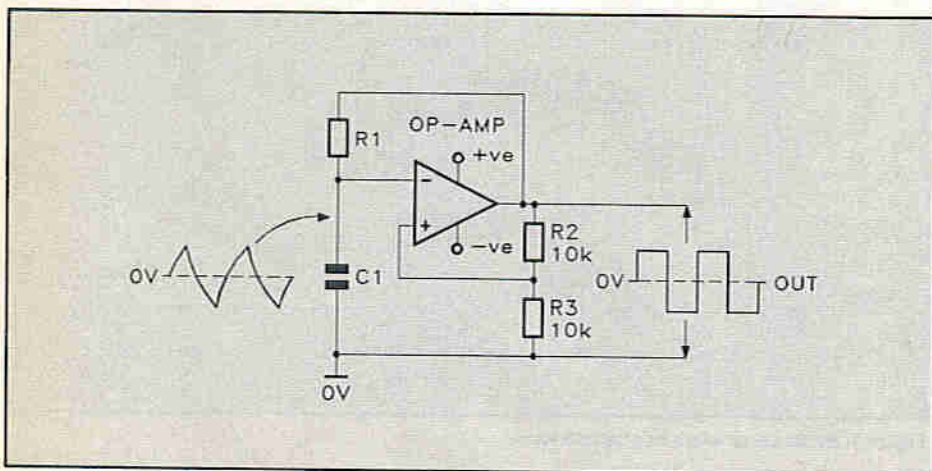 OP-AMP
R1
+ve
-
+
-ve
R2
10k
0V
C1
0V
OUT
R3
10k
0V